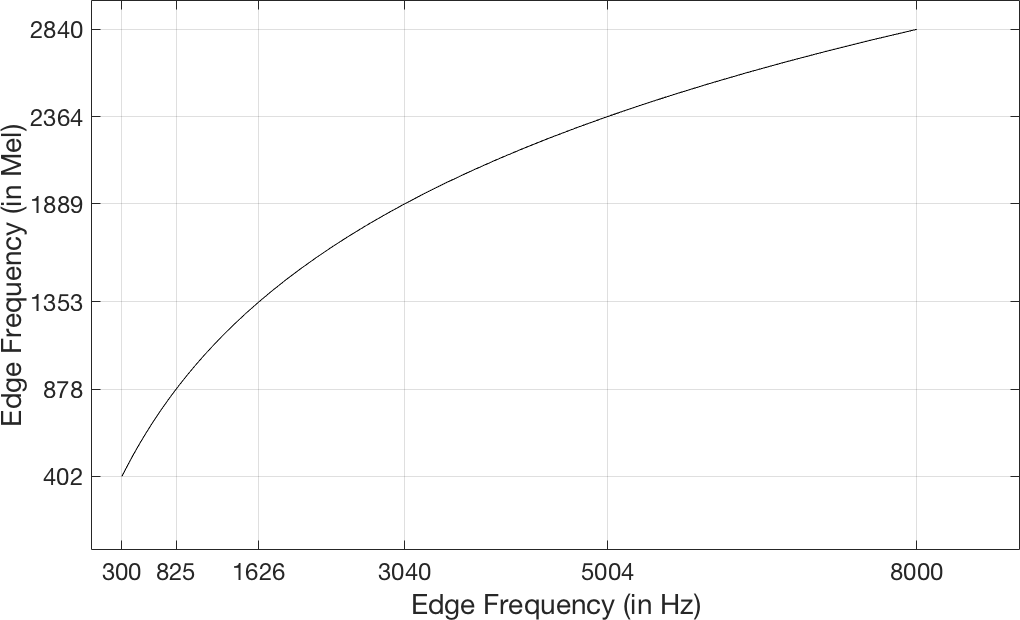 2840
2364
1889
1353
878
402
Edge Frequency (in Mel)
300 825 1626 3040 5004 8000
Edge Frequency (in Hz)